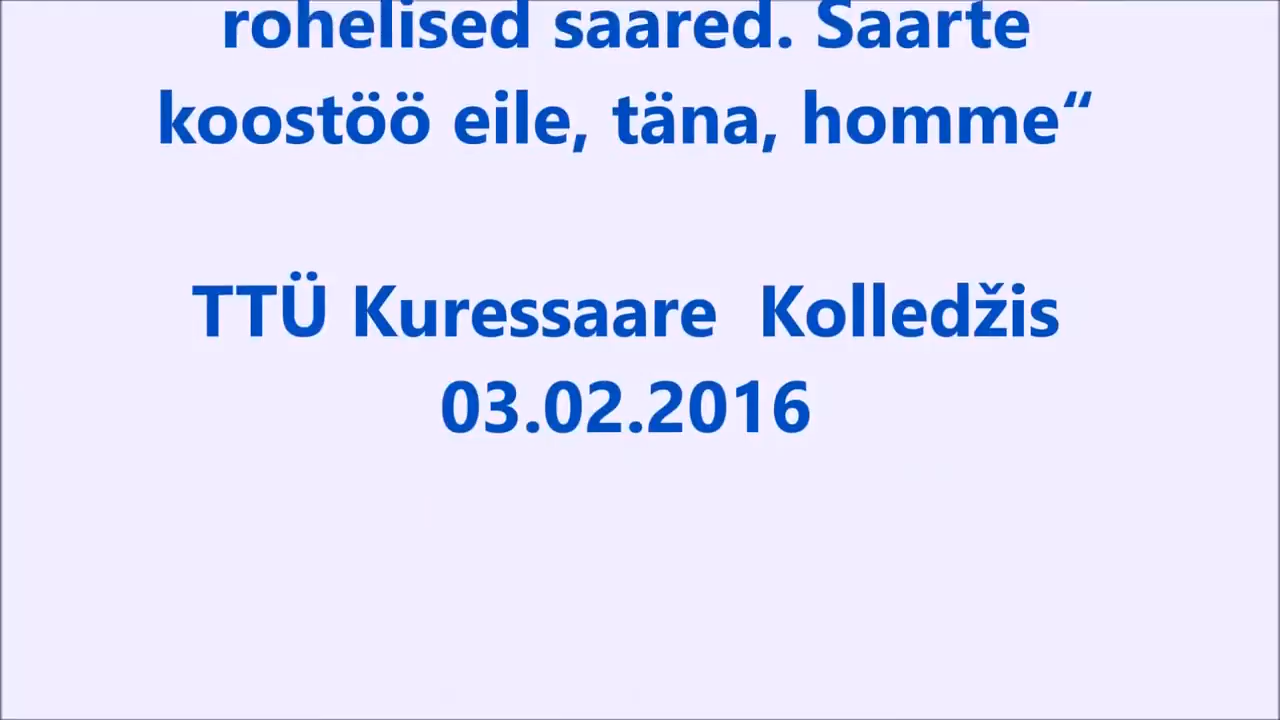 rohelised saared. Saarte
koostöö eile, täna, homme“
TTÜ Kuressaare Kolledžis
03.02.2016